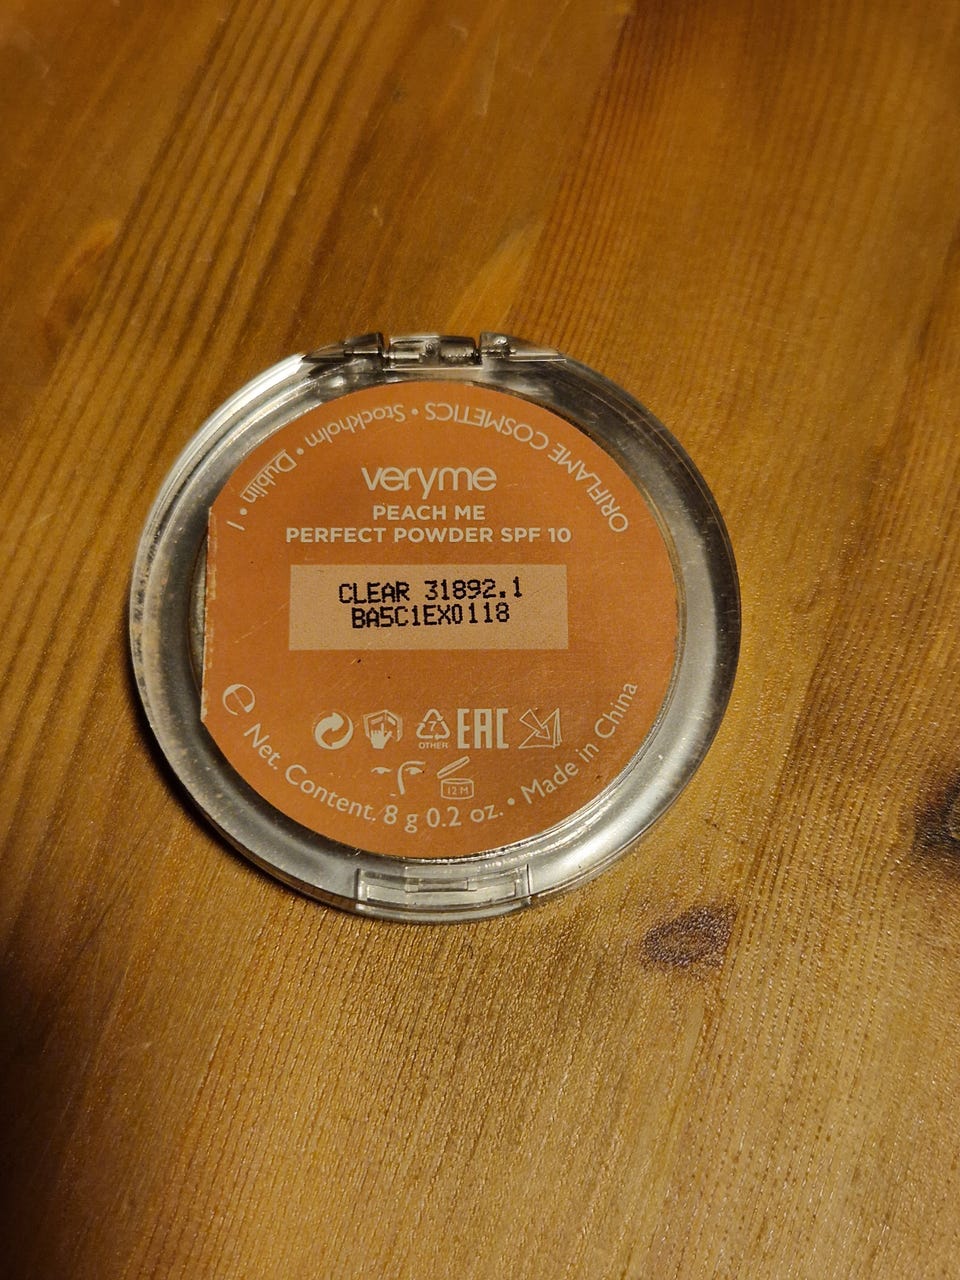 ORIFLAME COSMETICS • Stockholm • Dublin • I
veryme
PEACH ME
PERFECT POWDER SPF 10
CLEAR 31892.1
BA5C1EX0118
OTHER
EAC
12 M
e Net. Content. 8 g 0.2 oz. • Made in China